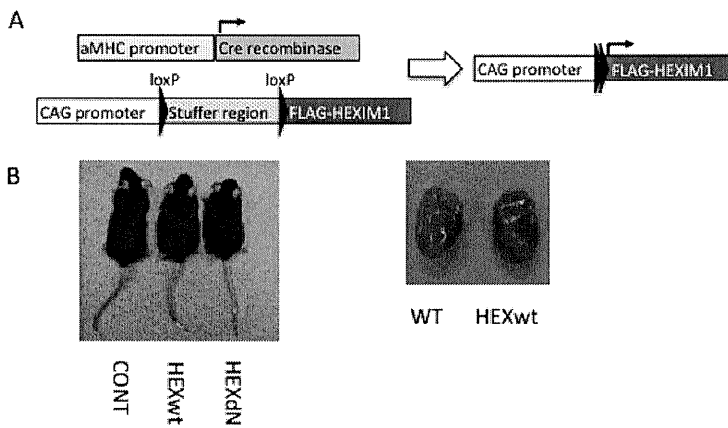 A
aMHC promoter Cre recombinase
loxP loxP
CAG promoter Stuffer region FLAG-HEXIM1
CAG promoter FLAG-HEXIM1
B
CONT
HEXwt
HEXdN
WT HEXwt